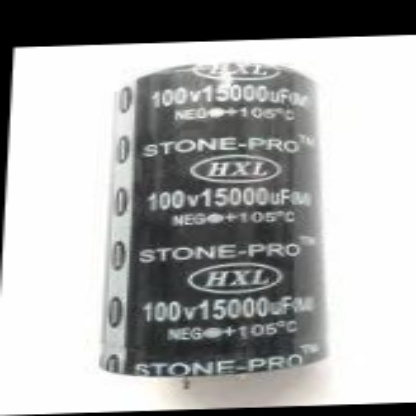 HXL
100v15000uF(M)
NEG +105°C
STONE-PRO™
HXL
100v15000uF(M)
NEG +105°C
STONE-PRO™
HXL
100v15000uF(M)
NEG +105°C
STONE-PRO™